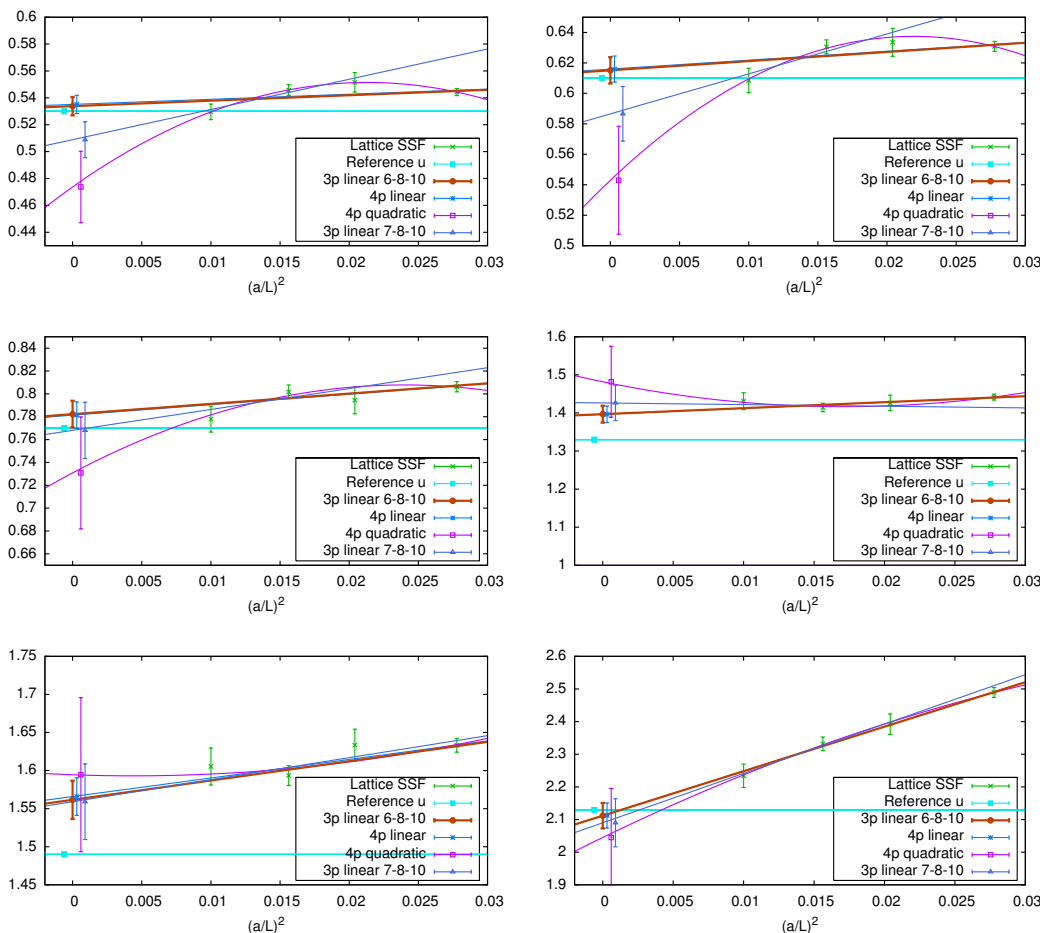 0.6
0.58
0.56
0.54
0.52
0.5
0.48
0.46
0.44
Lattice SSF
Reference u
3p linear 6-8-10
4p linear
4p quadratic
3p linear 7-8-10
0 0.005 0.01 0.015 0.02 0.025 0.03
(a/L)²
0.64
0.62
0.6
0.58
0.56
0.54
0.52
0.5
Lattice SSF
Reference u
3p linear 6-8-10
4p linear
4p quadratic
3p linear 7-8-10
0 0.005 0.01 0.015 0.02 0.025 0.03
(a/L)²
0.84
0.82
0.8
0.78
0.76
0.74
0.72
0.7
0.68
0.66
Lattice SSF
Reference u
3p linear 6-8-10
4p linear
4p quadratic
3p linear 7-8-10
0 0.005 0.01 0.015 0.02 0.025 0.03
(a/L)²
1.6
1.5
1.4
1.3
1.2
1.1
1
Lattice SSF
Reference u
3p linear 6-8-10
4p linear
4p quadratic
3p linear 7-8-10
0 0.005 0.01 0.015 0.02 0.025 0.03
(a/L)²
1.75
1.7
1.65
1.6
1.55
1.5
1.45
Lattice SSF
Reference u
3p linear 6-8-10
4p linear
4p quadratic
3p linear 7-8-10
0 0.005 0.01 0.015 0.02 0.025 0.03
(a/L)²
2.6
2.5
2.4
2.3
2.2
2.1
2
1.9
Lattice SSF
Reference u
3p linear 6-8-10
4p linear
4p quadratic
3p linear 7-8-10
0 0.005 0.01 0.015 0.02 0.025 0.03
(a/L)²